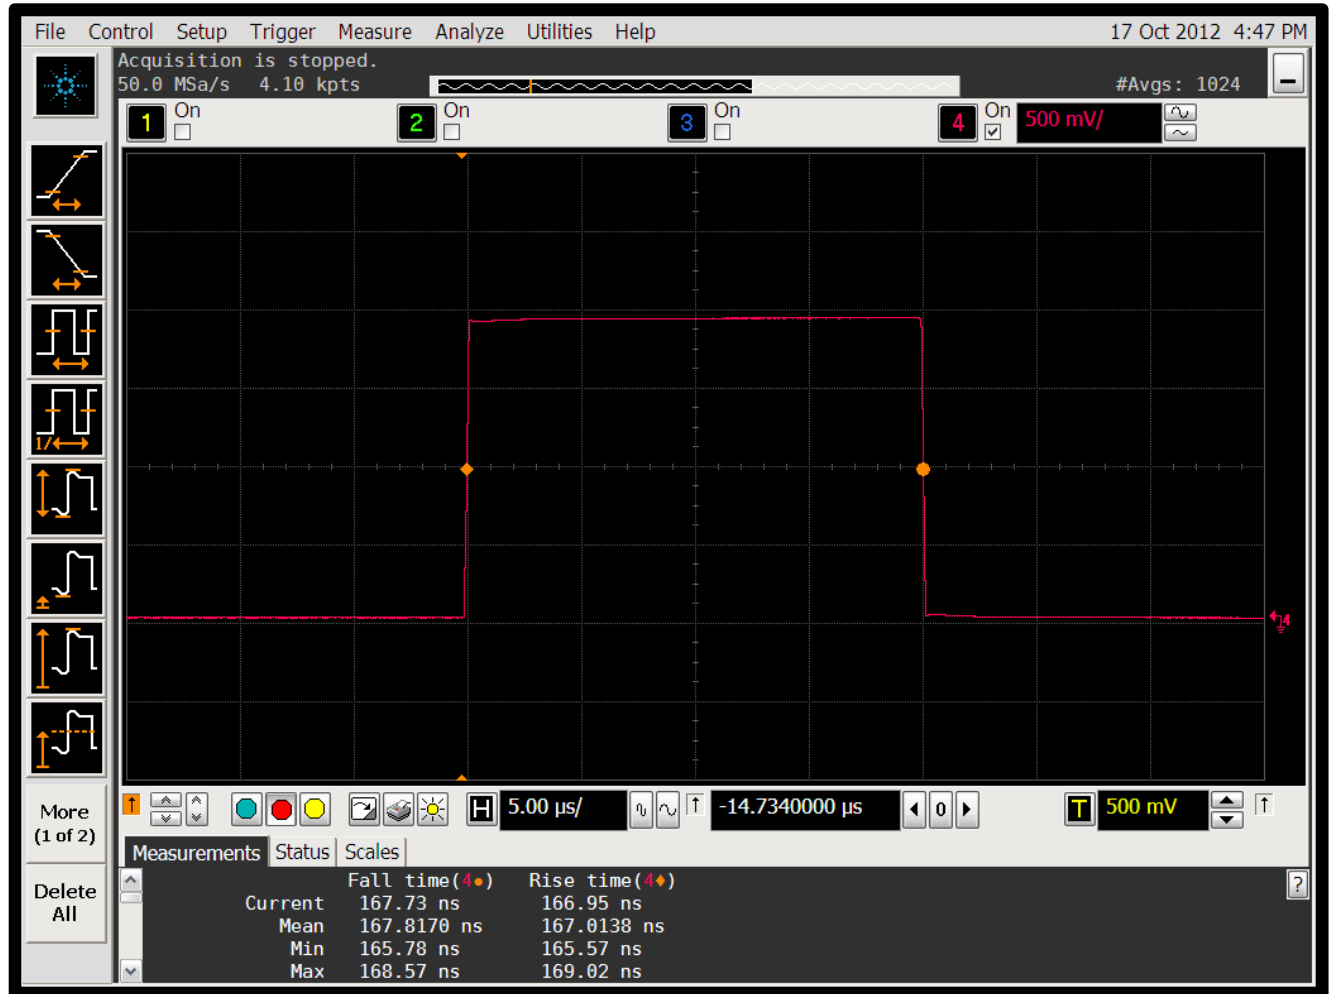 File Control Setup Trigger Measure Analyze Utilities Help 17 Oct 2012 4:47 PM
Acquisition is stopped.
50.0 MSa/s 4.10 kpts #Avgs: 1024
1 On 2 On 3 On 4 On 500 mV/
1/
4
More
(1 of 2)
Delete
All
H 5.00 µs/ -14.7340000 µs 0 T 500 mV
Measurements Status Scales
Fall time(4●) Rise time(4♦) ?
Current 167.73 ns 166.95 ns
Mean 167.8170 ns 167.0138 ns
Min 165.78 ns 165.57 ns
Max 168.57 ns 169.02 ns